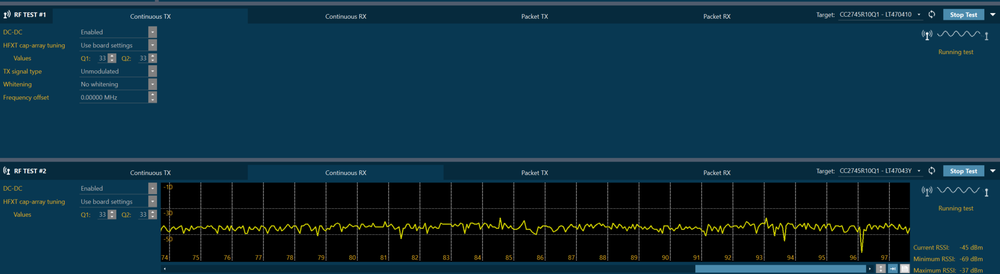 RF TEST #1 Continuous TX Continuous RX Packet TX Packet RX Target: CC2745R10Q1 - LT470410 Stop Test
DC-DC Enabled
HFXT cap-array tuning Use board settings
Values Q1: 33 Q2: 33
Running test
TX signal type Unmodulated
Whitening No whitening
Frequency offset 0.00000 MHz
RF TEST #2 Continuous TX Continuous RX Packet TX Packet RX Target: CC2745R10Q1 - LT47043Y Stop Test
DC-DC Enabled
HFXT cap-array tuning Use board settings
Values Q1: 33 Q2: 33
Running test
-10
-30
-50
74 75 76 77 78 79 80 81 82 83 84 85 86 87 88 89 90 91 92 93 94 95 96 97
Current RSSI: -45 dBm
Minimum RSSI: -69 dBm
Maximum RSSI: -37 dBm